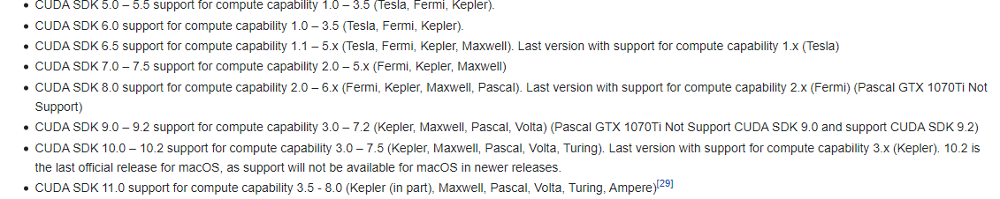 CUDA SDK 5.0 – 5.5 support for compute capability 1.0 – 3.5 (Tesla, Fermi, Kepler).
CUDA SDK 6.0 support for compute capability 1.0 – 3.5 (Tesla, Fermi, Kepler).
CUDA SDK 6.5 support for compute capability 1.1 – 5.x (Tesla, Fermi, Kepler, Maxwell). Last version with support for compute capability 1.x (Tesla)
CUDA SDK 7.0 – 7.5 support for compute capability 2.0 – 5.x (Fermi, Kepler, Maxwell)
CUDA SDK 8.0 support for compute capability 2.0 – 6.x (Fermi, Kepler, Maxwell, Pascal). Last version with support for compute capability 2.x (Fermi) (Pascal GTX 1070Ti Not
Support)
CUDA SDK 9.0 – 9.2 support for compute capability 3.0 – 7.2 (Kepler, Maxwell, Pascal, Volta) (Pascal GTX 1070Ti Not Support CUDA SDK 9.0 and support CUDA SDK 9.2)
CUDA SDK 10.0 – 10.2 support for compute capability 3.0 – 7.5 (Kepler, Maxwell, Pascal, Volta, Turing). Last version with support for compute capability 3.x (Kepler). 10.2 is
the last official release for macOS, as support will not be available for macOS in newer releases.
CUDA SDK 11.0 support for compute capability 3.5 - 8.0 (Kepler (in part), Maxwell, Pascal, Volta, Turing, Ampere)[29]